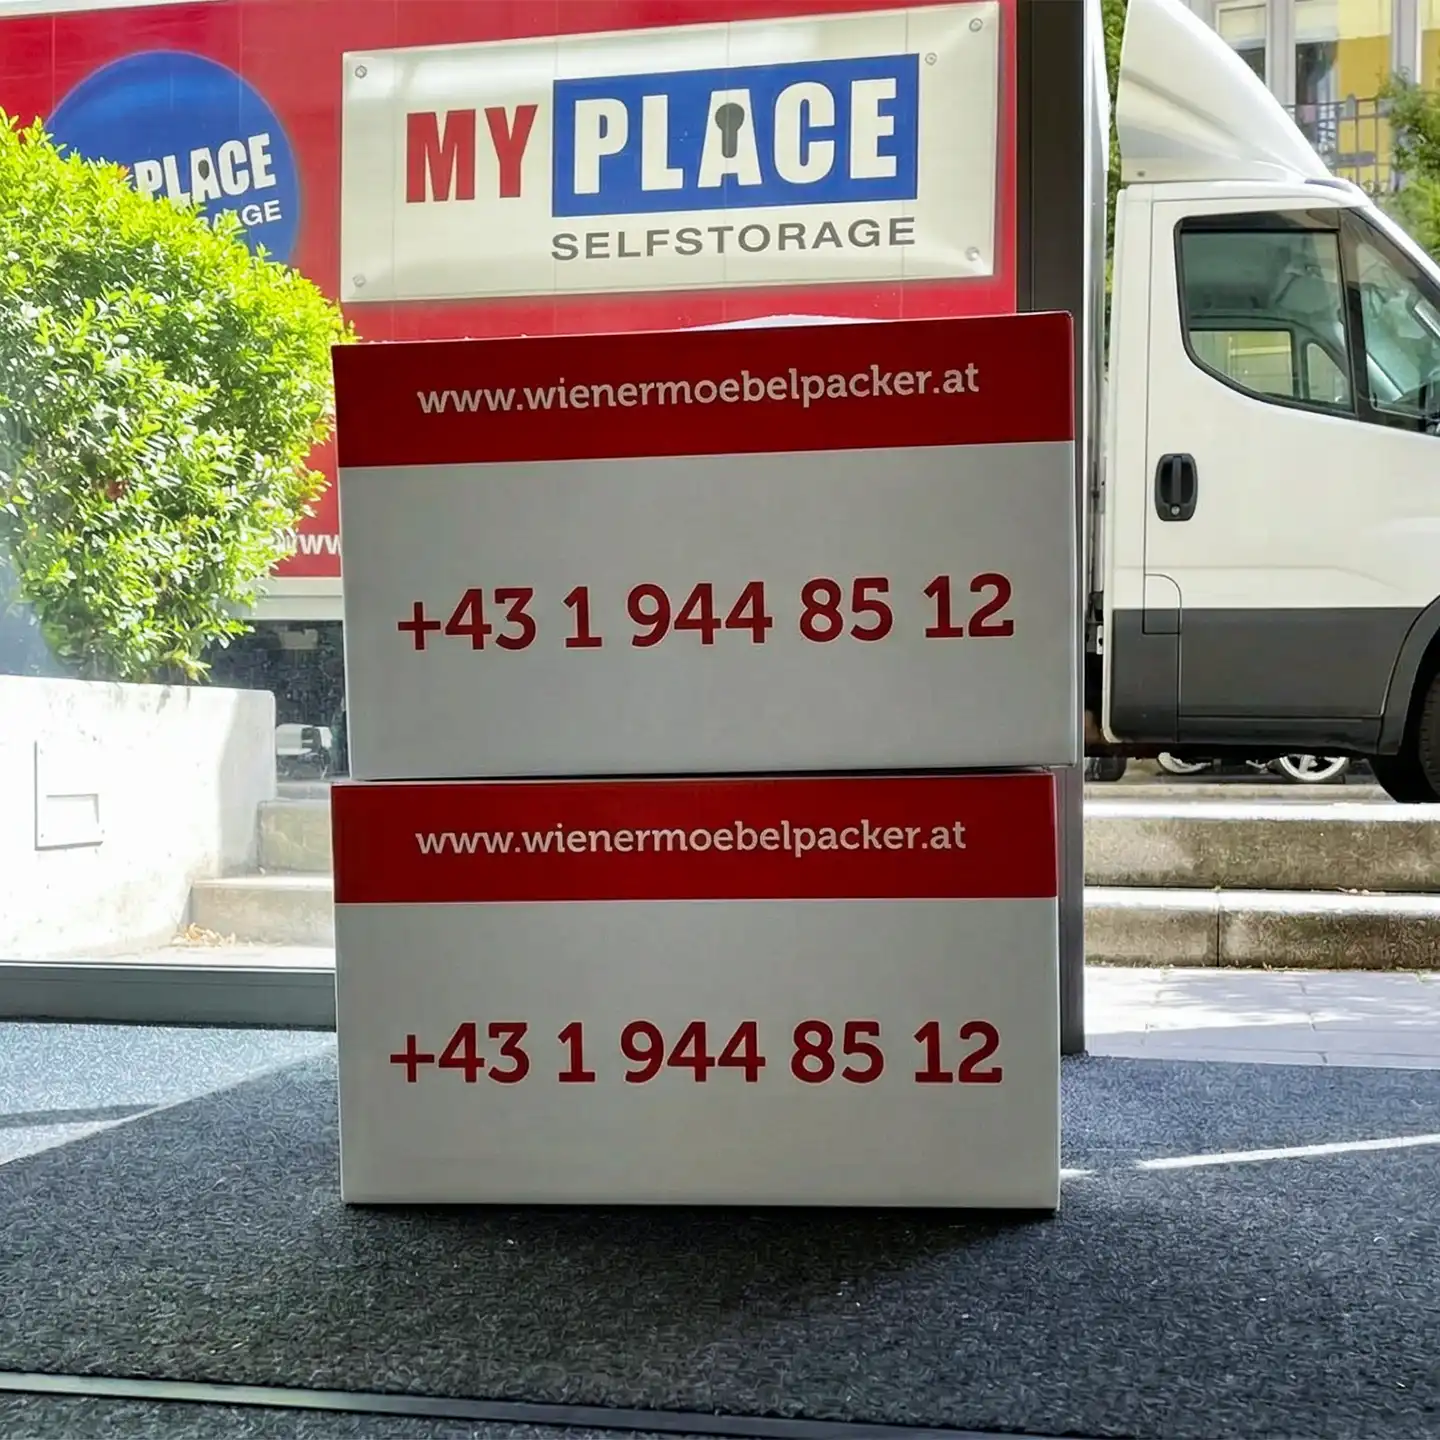 MY PLACE
SELFSTORAGE
PLACE
www.wienermoebelpacker.at
+43 1 944 85 12
www.wienermoebelpacker.at
+43 1 944 85 12